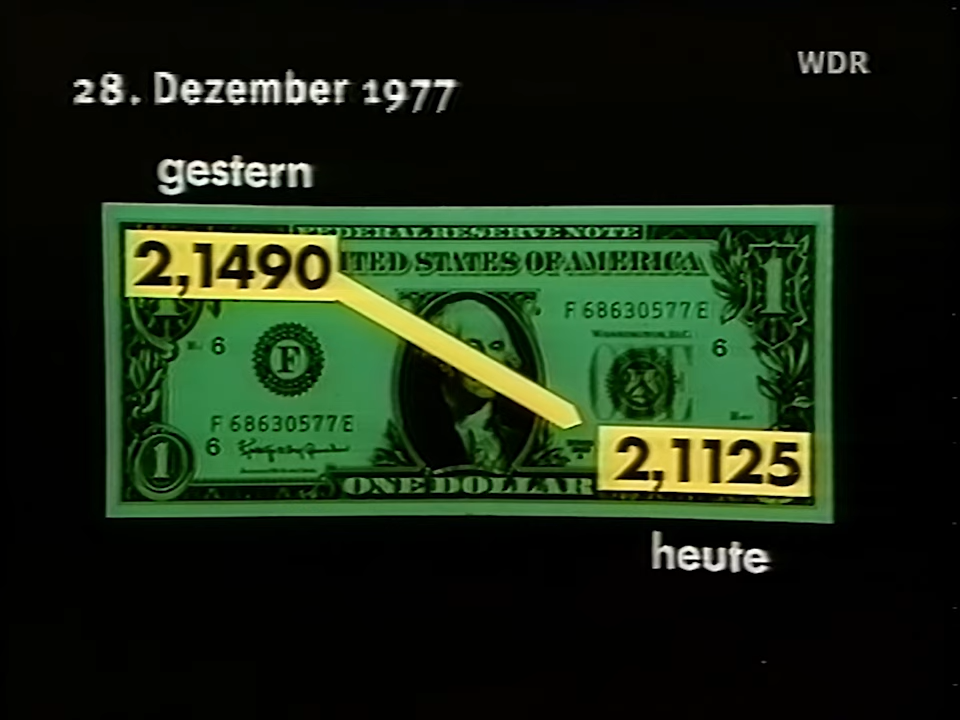 WDR
28. Dezember 1977
gestern
2,1490
FEDERAL RESERVE NOTE
UNITED STATES OF AMERICA
1
F 68630577 E
WASHINGTON, D.C.
6
6
F
F 68630577 E
6
1
ONE DOLLAR
2,1125
heute